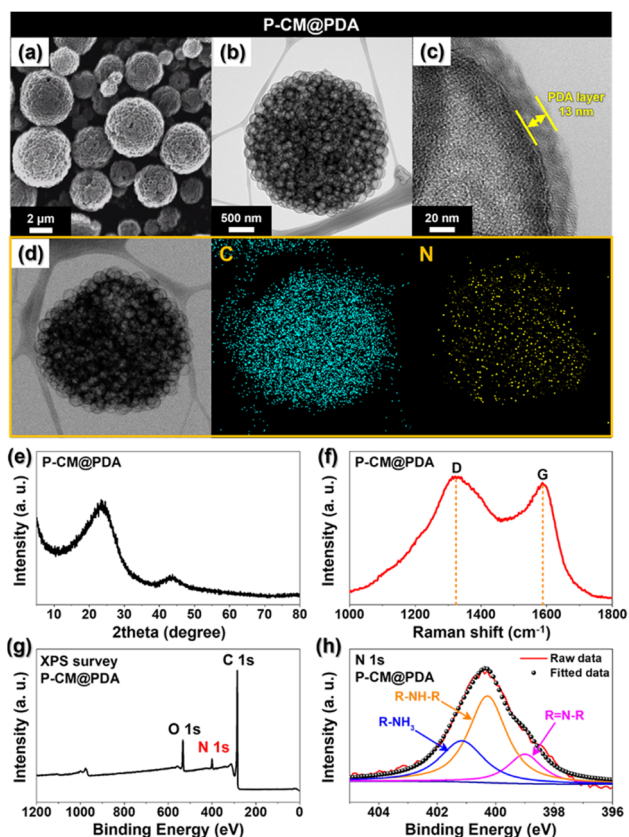 P-CM@PDA
(a)
2 μm
(b)
500 nm
(c)
PDA layer
13 nm
20 nm
(d)
C
N
(e)
P-CM@PDA
Intensity (a. u.)
10 20 30 40 50 60 70 80
2theta (degree)
(f)
P-CM@PDA
D
G
Intensity (a. u.)
1000 1200 1400 1600 1800
Raman shift (cm⁻¹)
(g)
XPS survey
P-CM@PDA
C 1s
O 1s
N 1s
Intensity (a. u.)
1200 1000 800 600 400 200 0
Binding Energy (eV)
(h)
N 1s
P-CM@PDA
Raw data
Fitted data
R-NH-R
R-NH₃
R=N-R
Intensity (a. u.)
404 402 400 398 396
Binding Energy (eV)